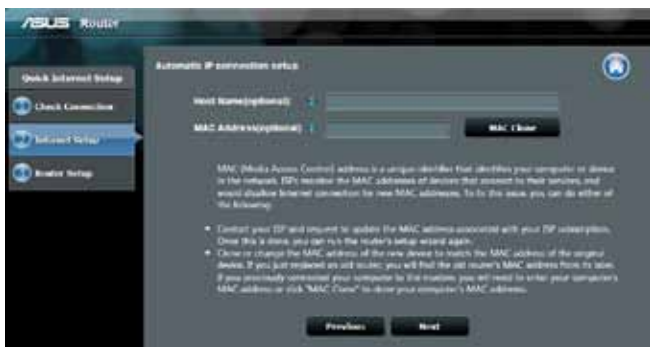 ASUS Router
Quick Internet Setup
Check Connection
Internet Setup
Router Setup
Automatic IP connection setup
Host Name(optional):
MAC Address(optional):
MAC Clone
MAC (Media Access Control) address is a unique identifier that identifies your computer or device
in the network. ISPs monitor the MAC addresses of devices that connect to their services, and
would disallow Internet connection for new MAC addresses. To fix this issue, you can do either of
the following:
• Contact your ISP and request to update the MAC address associated with your ISP subscription.
Once this is done, you can run the router's setup wizard again.
• Clone or change the MAC address of the new device to match the MAC address of the original
device. If you just replaced an old router, you will find the old router's MAC address from its label.
If you previously connected your computer to the modem, you will need to enter your computer's
MAC address or click "MAC Clone" to clone your computer's MAC address.
Previous
Next